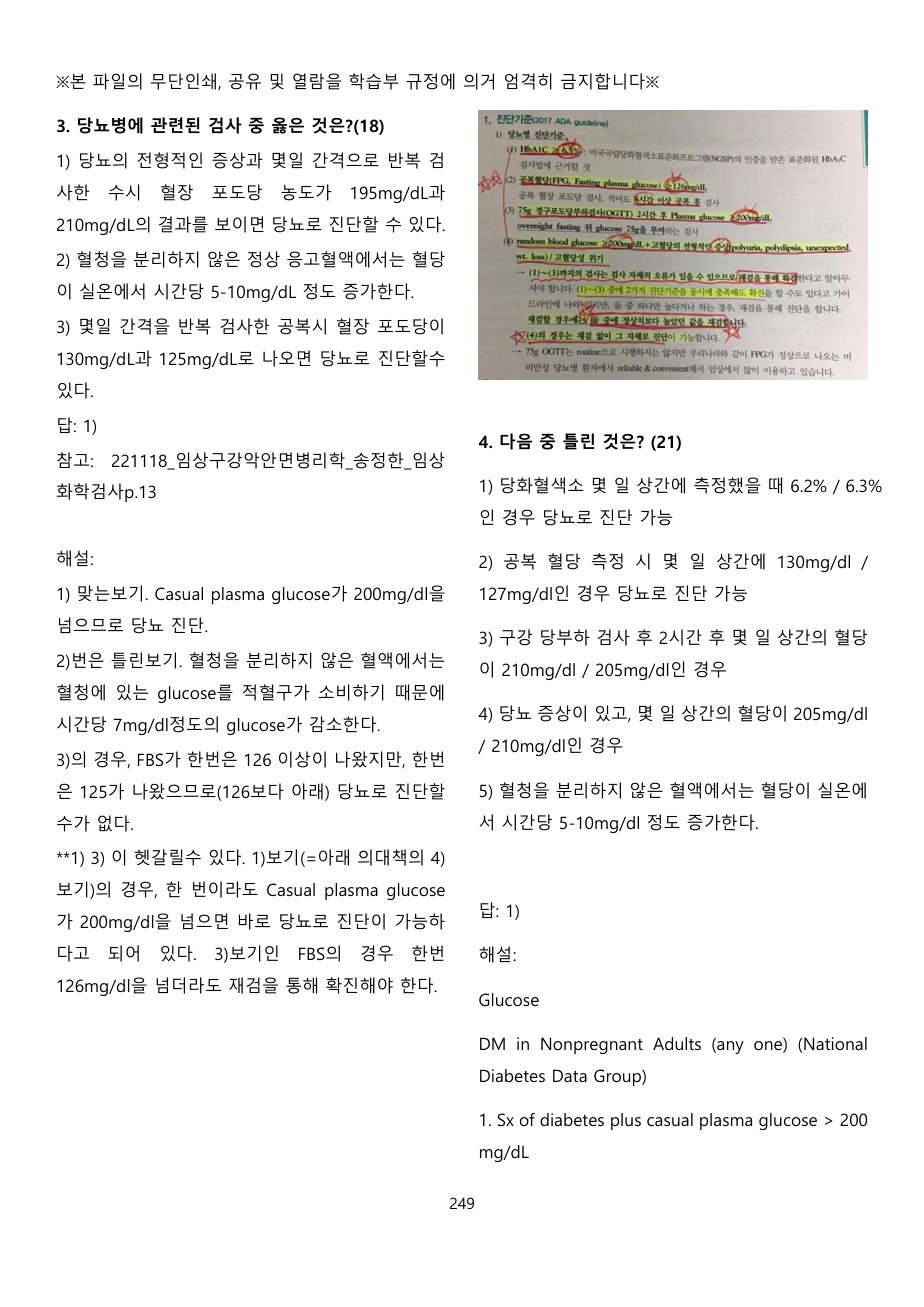 ※본 파일의 무단인쇄, 공유 및 열람을 학습부 규정에 의거 엄격히 금지합니다※
3. 당뇨병에 관련된 검사 중 옳은 것은?(18)
1) 당뇨의 전형적인 증상과 몇일 간격으로 반복 검
사한 수시 혈장 포도당 농도가 195mg/dL과
210mg/dL의 결과를 보이면 당뇨로 진단할 수 있다.
2) 혈청을 분리하지 않은 정상 응고혈액에서는 혈당
이 실온에서 시간당 5-10mg/dL 정도 증가한다.
3) 몇일 간격을 반복 검사한 공복시 혈장 포도당이
130mg/dL과 125mg/dL로 나오면 당뇨로 진단할수
있다.
답: 1)
참고: 221118_임상구강악안면병리학_송정한_임상
화학검사p.13
해설:
1) 맞는보기. Casual plasma glucose가 200mg/dl을
넘으므로 당뇨 진단.
2)번은 틀린보기. 혈청을 분리하지 않은 혈액에서는
혈청에 있는 glucose를 적혈구가 소비하기 때문에
시간당 7mg/dl정도의 glucose가 감소한다.
3)의 경우, FBS가 한번은 126 이상이 나왔지만, 한번
은 125가 나왔으므로(126보다 아래) 당뇨로 진단할
수가 없다.
**1) 3) 이 헷갈릴수 있다. 1)보기(=아래 의대책의 4)
보기)의 경우, 한 번이라도 Casual plasma glucose
가 200mg/dl을 넘으면 바로 당뇨로 진단이 가능하
다고 되어 있다. 3)보기인 FBS의 경우 한번
126mg/dl을 넘더라도 재검을 통해 확진해야 한다.
1. 진단기준(2017 ADA guideline)
1) 당뇨병 진단기준
(1) HbA1C ≥ 6.5% : 미국국립당화혈색소표준화프로그램(NGSP)의 인증을 받은 표준화된 HbA1C
검사법에 근거할 것
(2) 공복혈당(FPG, Fasting plasma glucose) ≥126mg/dL
공복 혈장 포도당 검사, 적어도 8시간 이상 공복 후 검사
(3) 75g 경구포도당부하검사(OGTT) 2시간 후 Plasma glucose ≥200mg/dL
overnight fasting 뒤 glucose 75g을 투여하는 검사
(4) random blood glucose ≥200mg/dL+고혈당의 전형적인 증상(polyuria, polydipsia, unexpected
wt. loss) / 고혈당성 위기
→ (1)~(3)까지의 검사는 검사 자체의 오류가 있을 수 있으므로 재검을 통해 확진한다고 알아두
셔야 합니다. (1)~(3) 중에 2가지 진단기준을 동시에 충족해도 확진을 할 수도 있다고 가이
드라인에 나와있지만, 둘 중 하나만 높다거나 하는 경우, 재검을 통해 진단을 합니다.
재검할 경우에는 둘 중에 정상치보다 높았던 값을 재검합니다.
(4)의 경우는 재검 없이 그 자체로 진단이 가능합니다.
→ 75g OGTT는 routine으로 시행하지는 않지만 우리나라와 같이 FPG가 정상으로 나오는 비
비만성 당뇨병 환자에서 reliable & convenient해서 임상에서 많이 이용하고 있습니다.
4. 다음 중 틀린 것은? (21)
1) 당화혈색소 몇 일 상간에 측정했을 때 6.2% / 6.3%
인 경우 당뇨로 진단 가능
2) 공복 혈당 측정 시 몇 일 상간에 130mg/dl /
127mg/dl인 경우 당뇨로 진단 가능
3) 구강 당부하 검사 후 2시간 후 몇 일 상간의 혈당
이 210mg/dl / 205mg/dl인 경우
4) 당뇨 증상이 있고, 몇 일 상간의 혈당이 205mg/dl
/ 210mg/dl인 경우
5) 혈청을 분리하지 않은 혈액에서는 혈당이 실온에
서 시간당 5-10mg/dl 정도 증가한다.
답: 1)
해설:
Glucose
DM in Nonpregnant Adults (any one) (National
Diabetes Data Group)
1. Sx of diabetes plus casual plasma glucose > 200
mg/dL
249